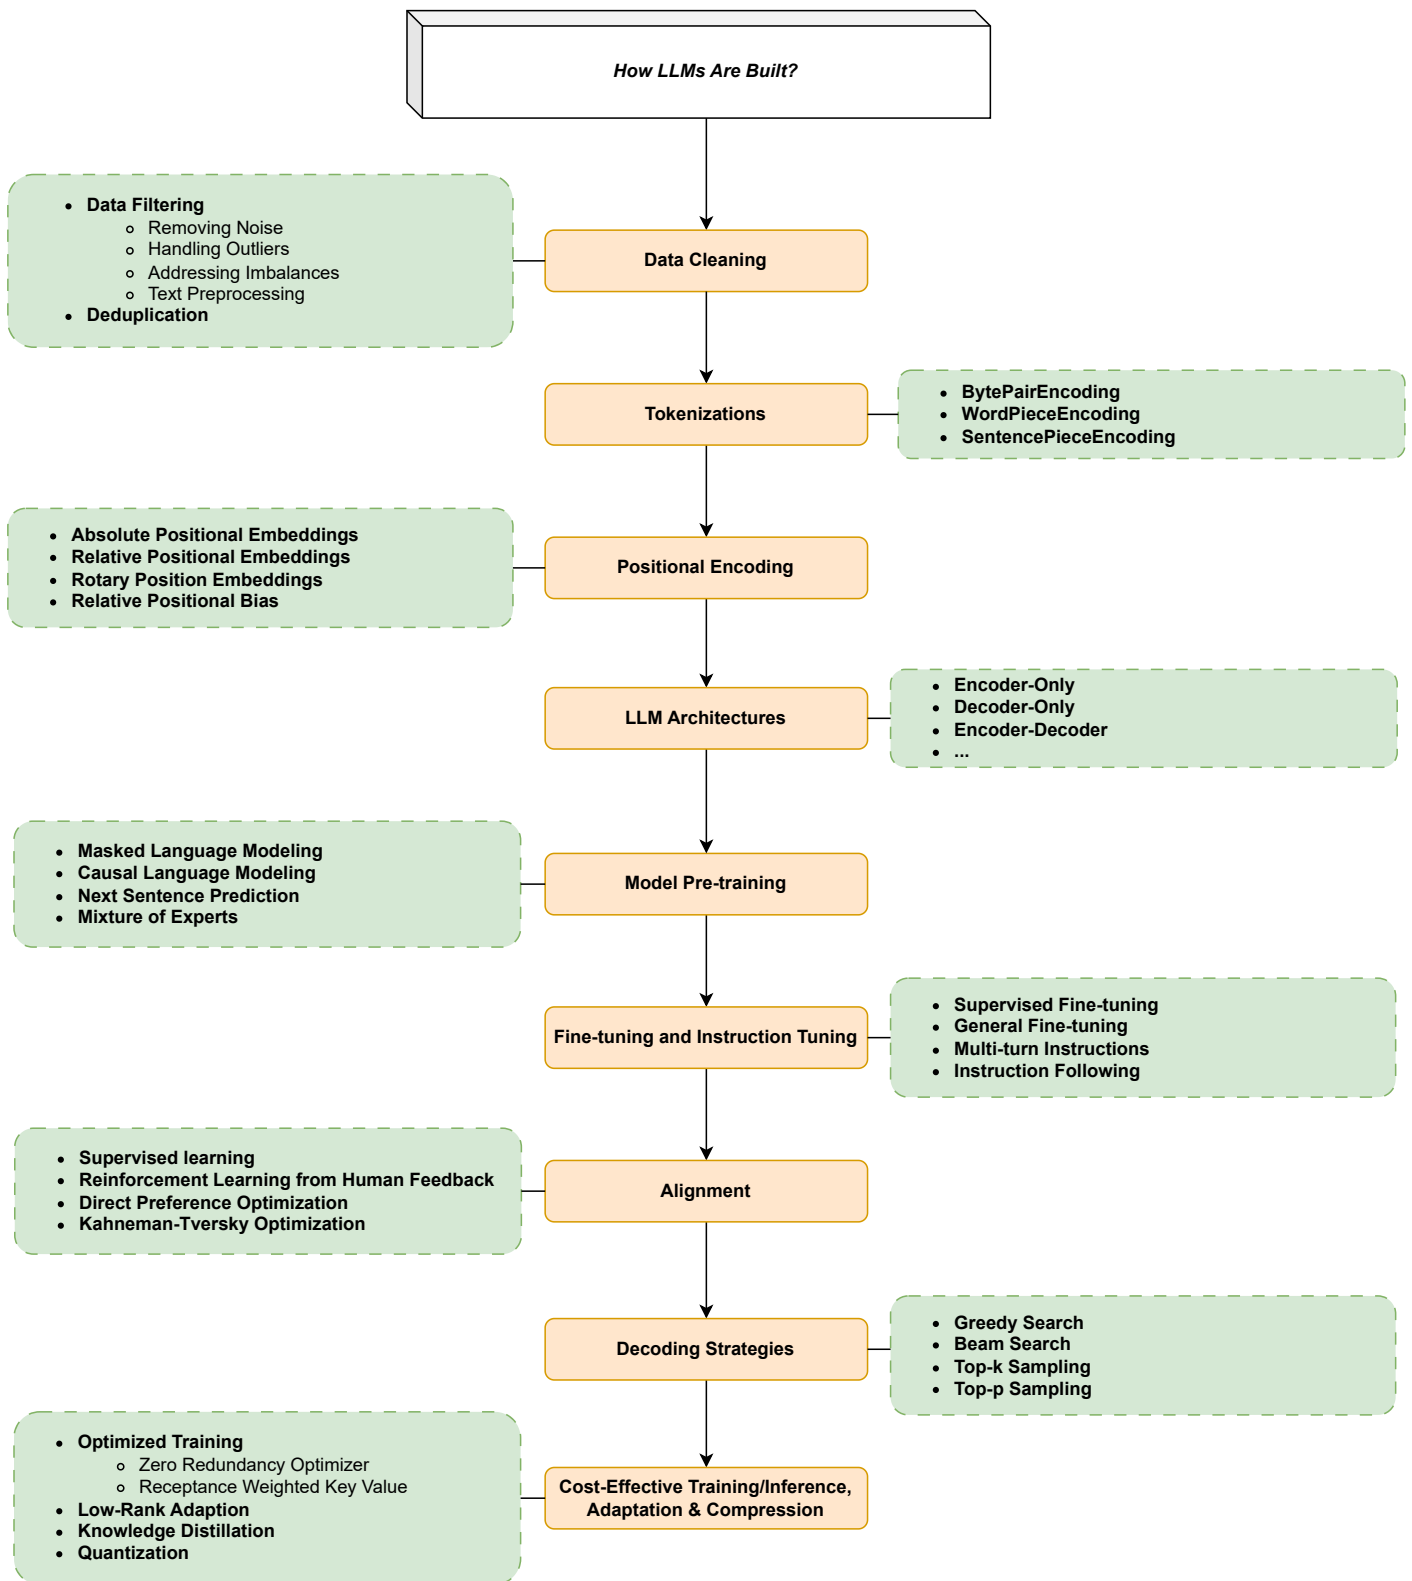 How LLMs Are Built?
Data Filtering
Removing Noise
Handling Outliers
Addressing Imbalances
Text Preprocessing
Deduplication
Data Cleaning
Tokenizations
BytePairEncoding
WordPieceEncoding
SentencePieceEncoding
Absolute Positional Embeddings
Relative Positional Embeddings
Rotary Position Embeddings
Relative Positional Bias
Positional Encoding
LLM Architectures
Encoder-Only
Decoder-Only
Encoder-Decoder
...
Masked Language Modeling
Causal Language Modeling
Next Sentence Prediction
Mixture of Experts
Model Pre-training
Fine-tuning and Instruction Tuning
Supervised Fine-tuning
General Fine-tuning
Multi-turn Instructions
Instruction Following
Supervised learning
Reinforcement Learning from Human Feedback
Direct Preference Optimization
Kahneman-Tversky Optimization
Alignment
Decoding Strategies
Greedy Search
Beam Search
Top-k Sampling
Top-p Sampling
Optimized Training
Zero Redundancy Optimizer
Receptance Weighted Key Value
Low-Rank Adaption
Knowledge Distillation
Quantization
Cost-Effective Training/Inference,
Adaptation & Compression